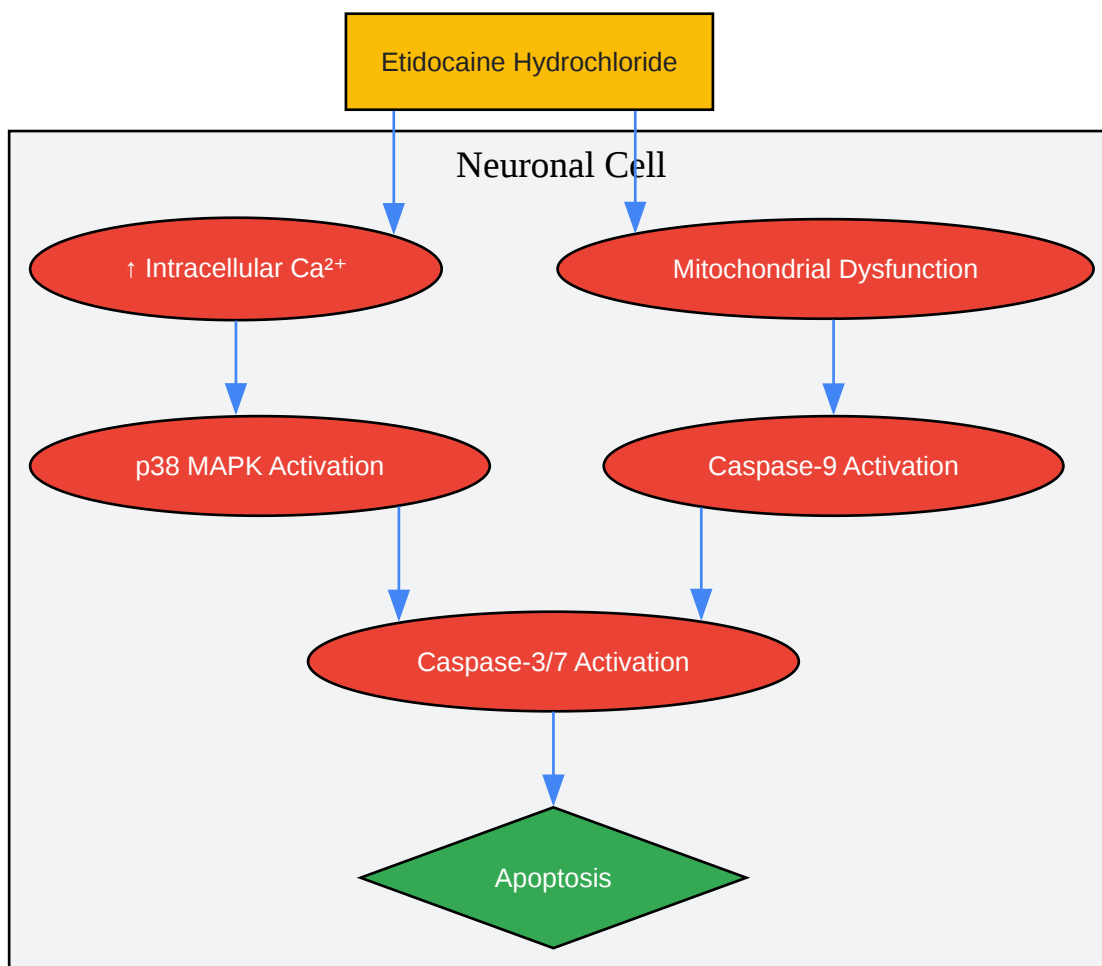 Etidocaine Hydrochloride
Neuronal Cell
↑ Intracellular Ca²⁺
Mitochondrial Dysfunction
p38 MAPK Activation
Caspase-9 Activation
Caspase-3/7 Activation
Apoptosis